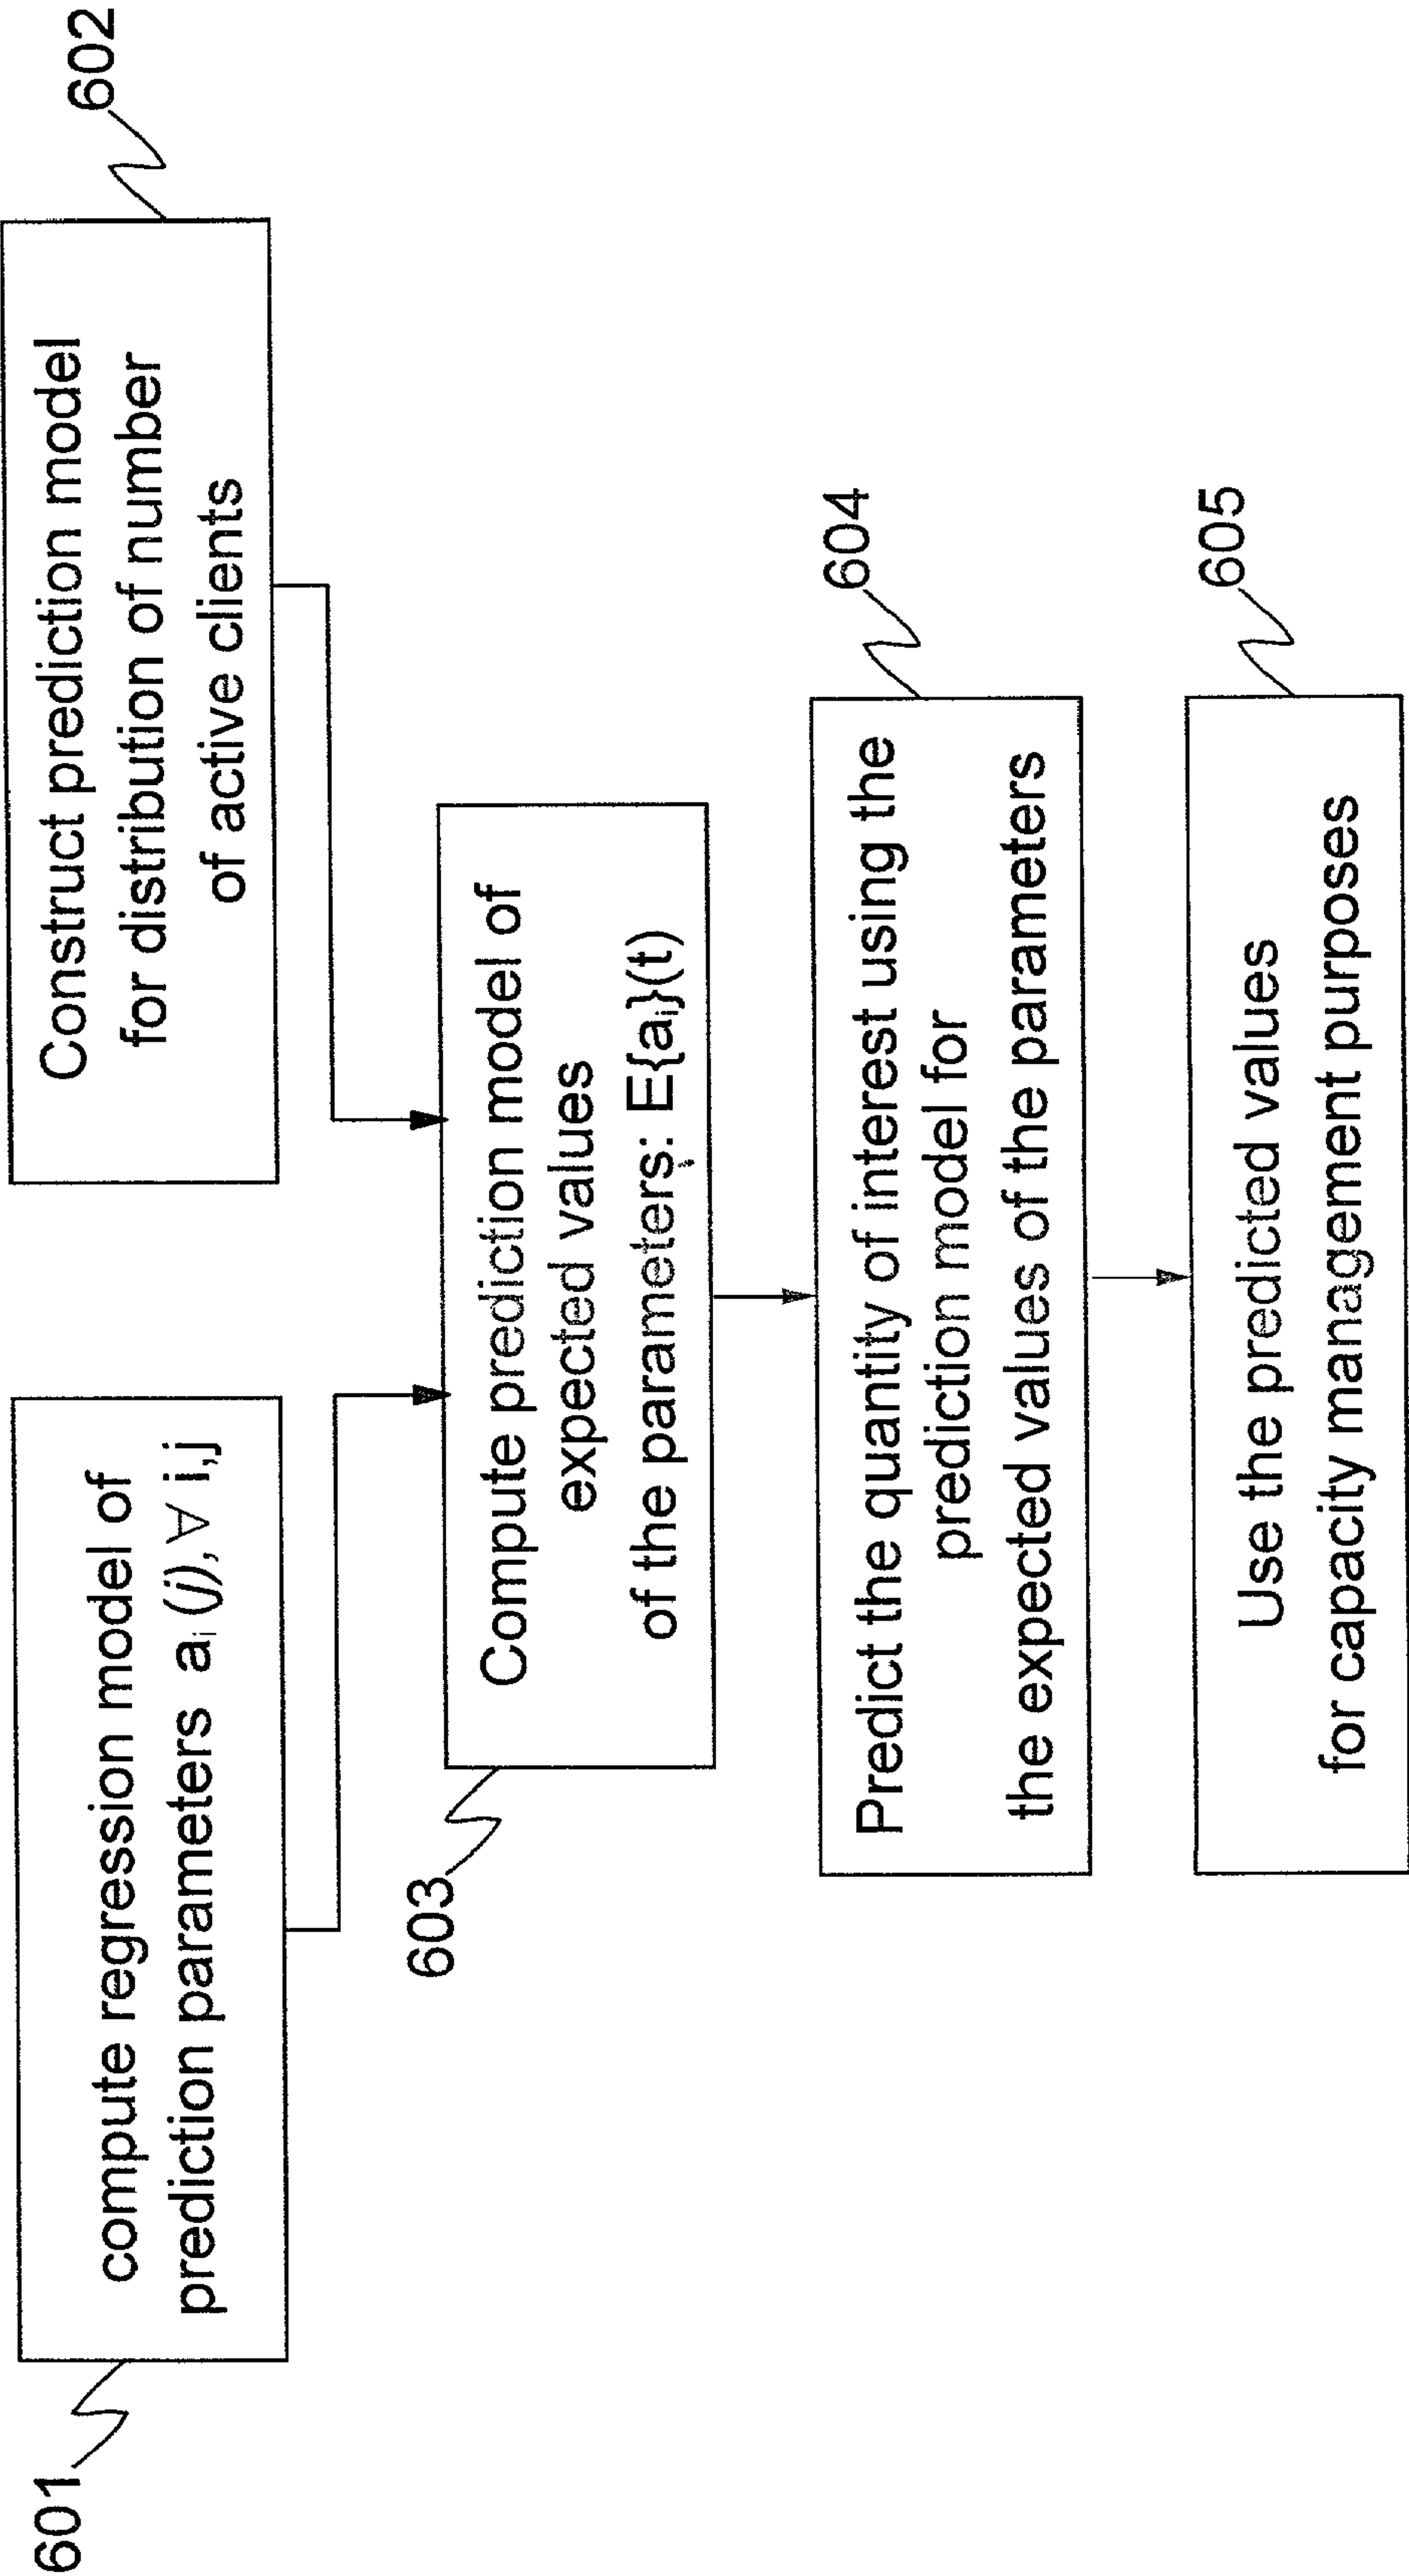 601
compute regression model of
prediction parameters a_i (j), ∀ i,j
602
Construct prediction model
for distribution of number
of active clients
603
Compute prediction model of
expected values
of the parameters: E{a_i}(t)
604
Predict the quantity of interest using the
prediction model for
the expected values of the parameters
605
Use the predicted values
for capacity management purposes